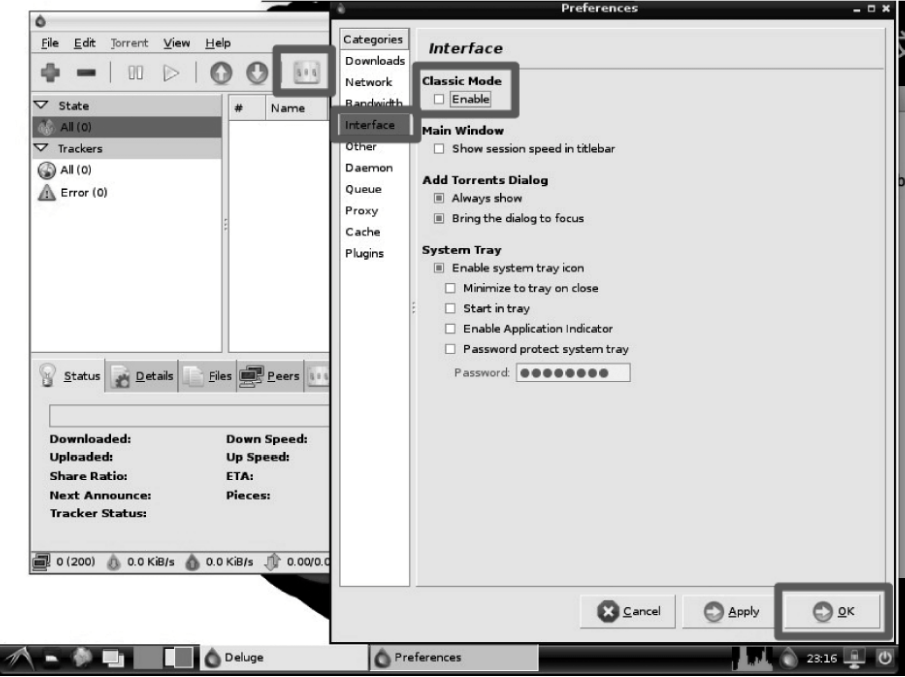 Preferences
File Edit Torrent View Help
# Name
State
All (0)
Trackers
All (0)
Error (0)
Status Details Files Peers
Downloaded:
Down Speed:
Uploaded:
Up Speed:
Share Ratio:
ETA:
Next Announce:
Pieces:
Tracker Status:
0 (200) 0.0 KiB/s 0.0 KiB/s 0.00/0.0
Categories
Downloads
Network
Bandwidth
Interface
Other
Daemon
Queue
Proxy
Cache
Plugins
Interface
Classic Mode
Enable
Main Window
Show session speed in titlebar
Add Torrents Dialog
Always show
Bring the dialog to focus
System Tray
Enable system tray icon
Minimize to tray on close
Start in tray
Enable Application Indicator
Password protect system tray
Password:
Cancel Apply OK
Deluge Preferences 23:16